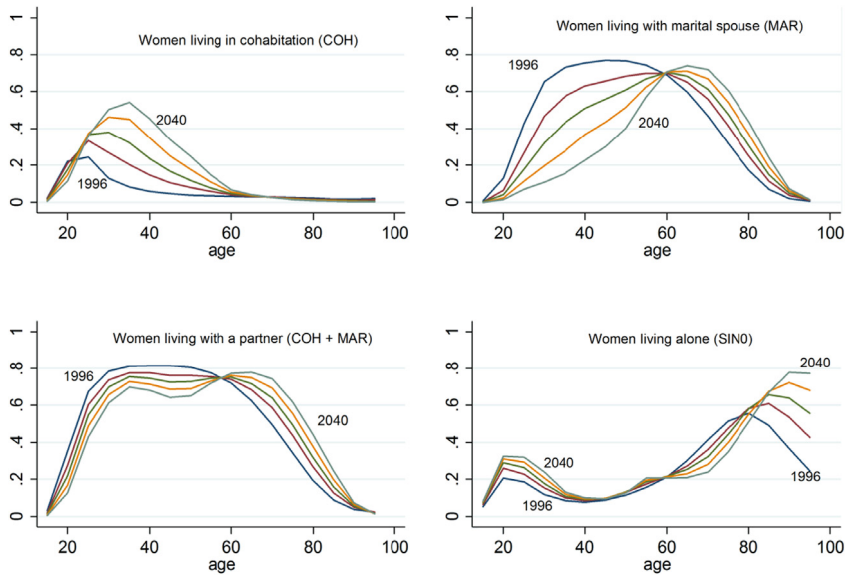 Women living in cohabitation (COH)
1
.8
.6
.4
.2
0
2040
1996
20 40 60 80 100
age
Women living with marital spouse (MAR)
1
.8
.6
.4
.2
0
1996
2040
20 40 60 80 100
age
Women living with a partner (COH + MAR)
1
.8
.6
.4
.2
0
1996
2040
20 40 60 80 100
age
Women living alone (SIN0)
1
.8
.6
.4
.2
0
2040
2040
1996
1996
20 40 60 80 100
age